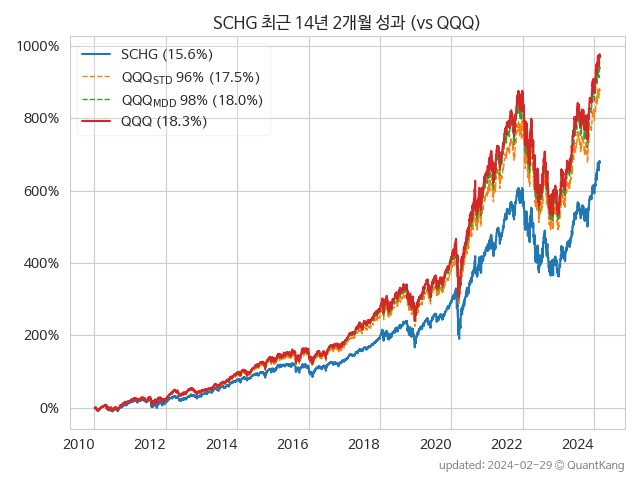 SCHG 최근 14년 2개월 성과 (vs QQQ)
1000%
800%
600%
400%
200%
0%
SCHG (15.6%)
QQQSTD 96% (17.5%)
QQQMDD 98% (18.0%)
QQQ (18.3%)
2010 2012 2014 2016 2018 2020 2022 2024
updated: 2024-02-29 © QuantKang